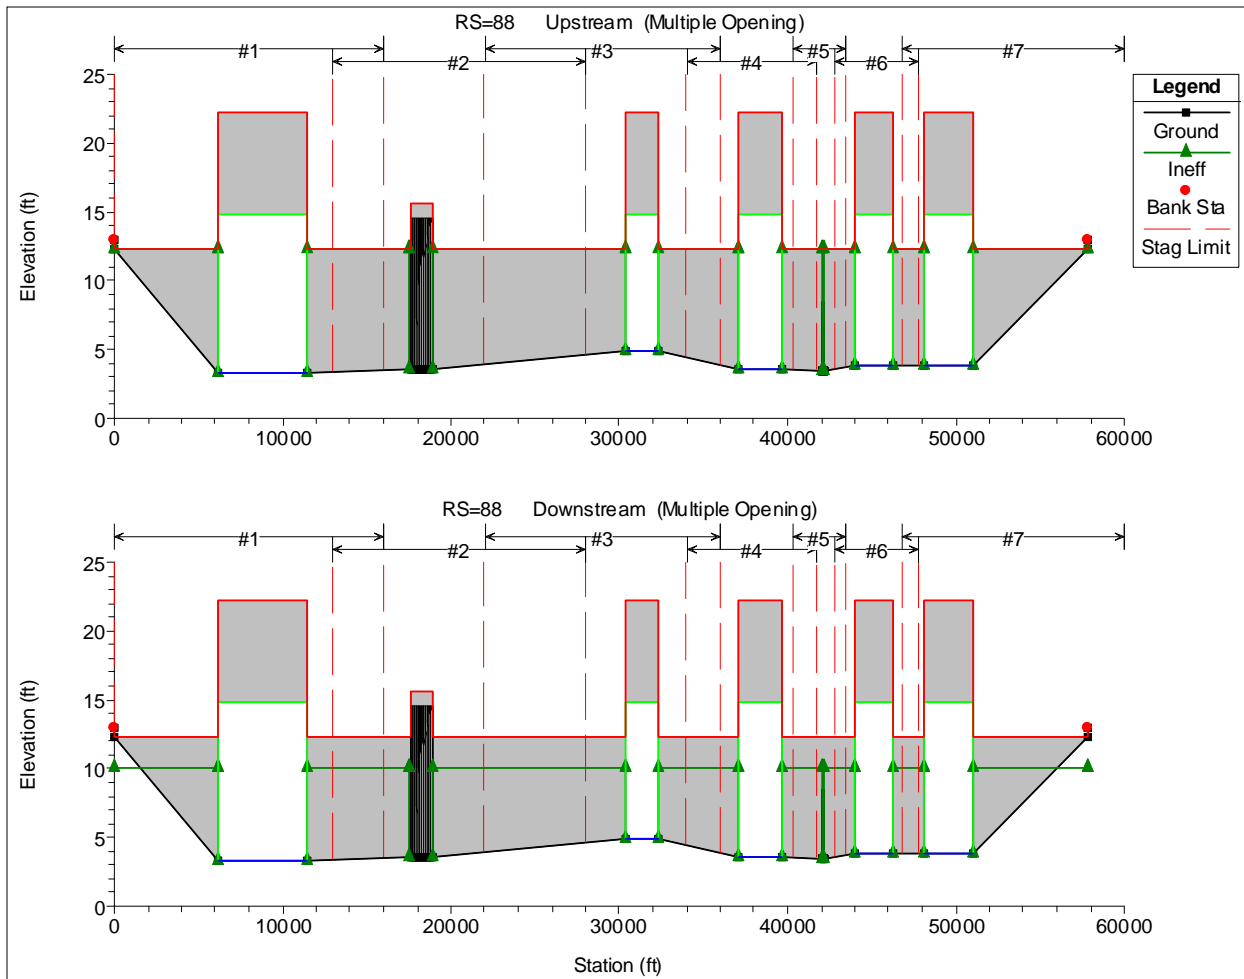 RS=88 Upstream (Multiple Opening)
#1 #2 #3 #4 #5 #6 #7
Elevation (ft)
25
20
15
10
5
0
0 10000 20000 30000 40000 50000 60000
Legend
Ground
Ineff
Bank Sta
Stag Limit
RS=88 Downstream (Multiple Opening)
#1 #2 #3 #4 #5 #6 #7
Elevation (ft)
25
20
15
10
5
0
0 10000 20000 30000 40000 50000 60000
Station (ft)